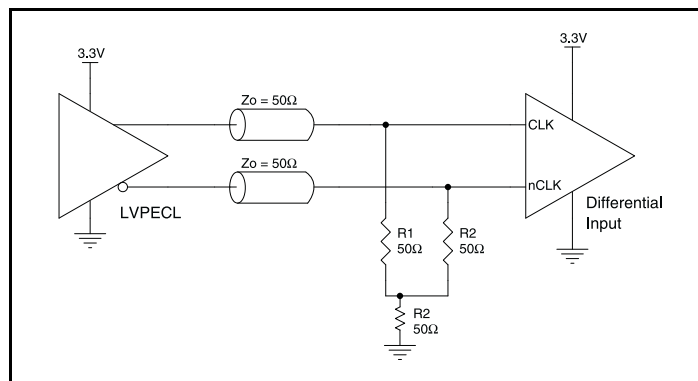 3.3V
3.3V
Zo = 50Ω
CLK
Zo = 50Ω
nCLK
LVPECL
Differential
Input
R1
50Ω
R2
50Ω
R2
50Ω